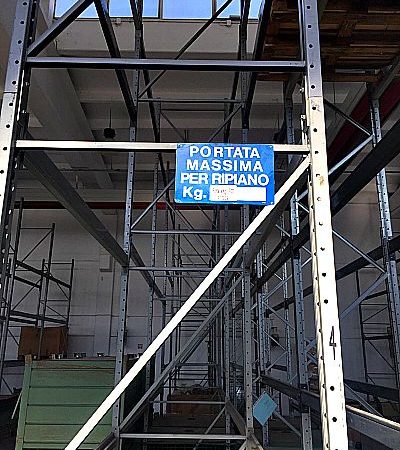 PORTATA
MASSIMA
PER RIPIANO
Kg.
4